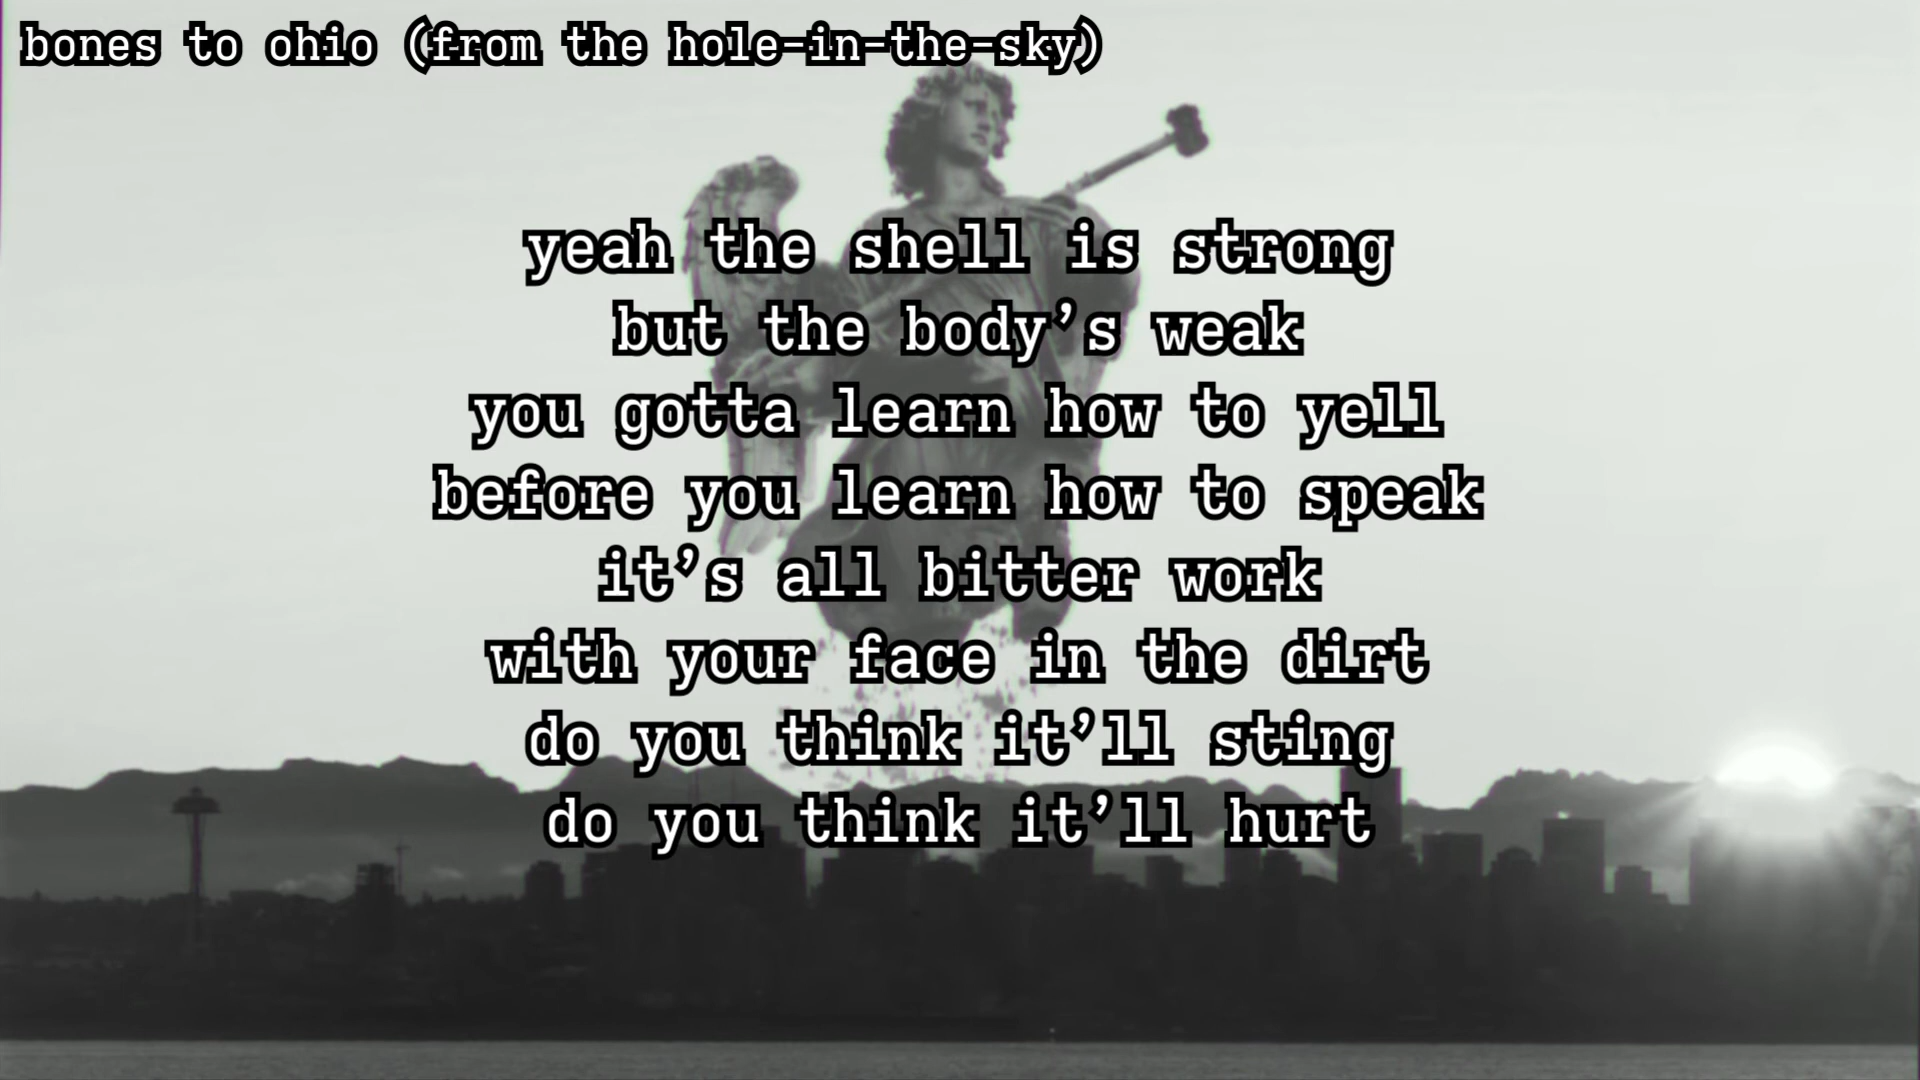 bones to ohio (from the hole-in-the-sky)
yeah the shell is strong
but the body’s weak
you gotta learn how to yell
before you learn how to speak
it’s all bitter work
with your face in the dirt
do you think it’ll sting
do you think it’ll hurt